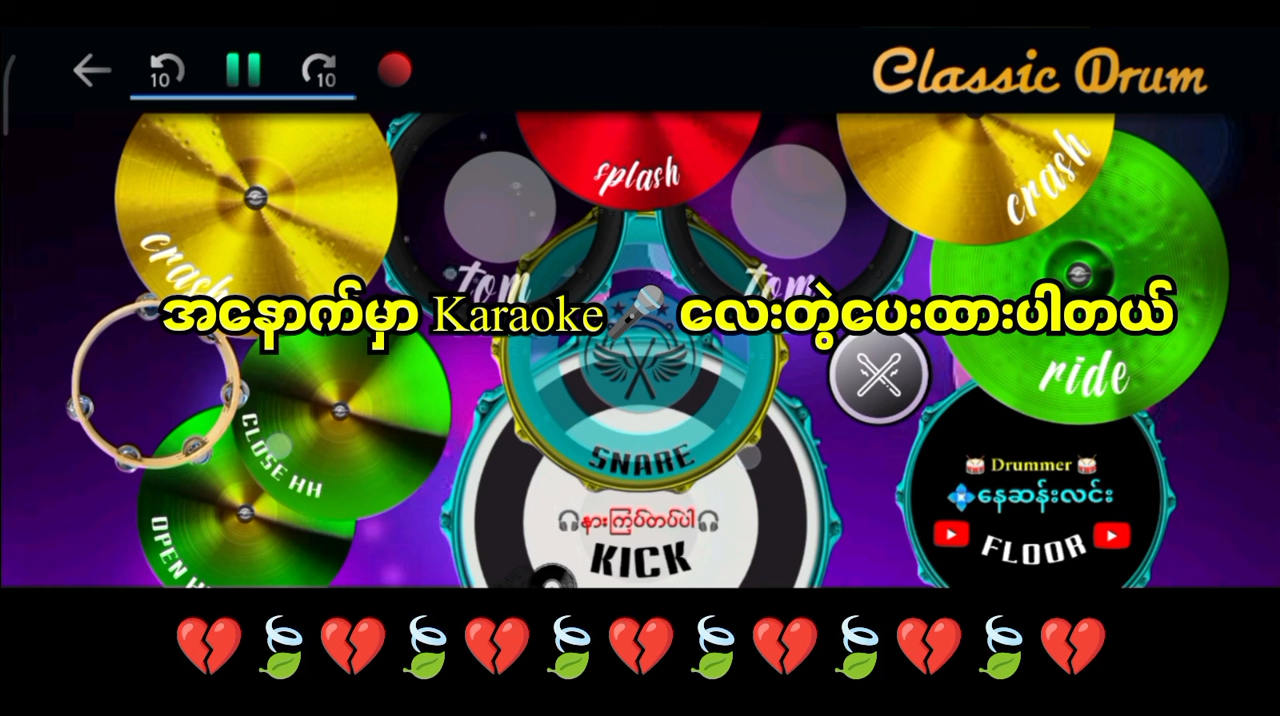 10 10 Classic Drum
splash
crash
crash
tom tom
အနောက်မှာ Karaoke🎤 လေးတွဲ့ပေးထားပါတယ်
ride
CLOSE HH
SNARE
🥁 Drummer 🥁
💠နေဆန်းလင်း
🎧နားကြပ်တပ်ပါ🎧
KICK
FLOOR
OPEN H
💔🍃💔🍃💔🍃💔🍃💔🍃💔🍃💔